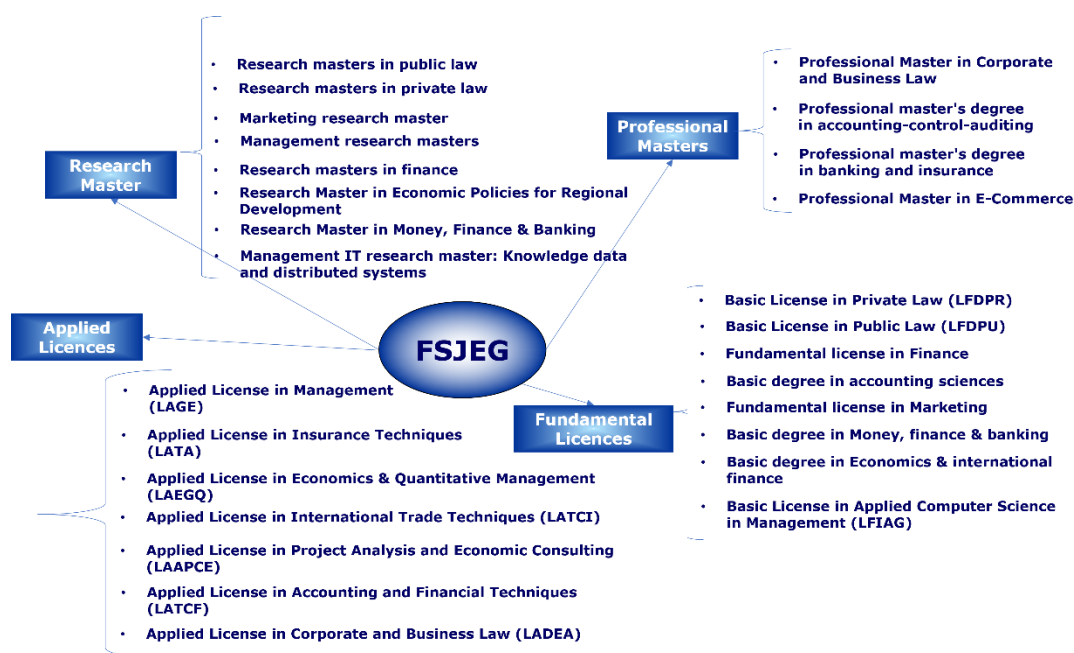 Research
Master
• Research masters in public law
• Research masters in private law
• Marketing research master
• Management research masters
• Research masters in finance
• Research Master in Economic Policies for Regional
Development
• Research Master in Money, Finance & Banking
• Management IT research master: Knowledge data
and distributed systems
Professional
Masters
• Professional Master in Corporate
and Business Law
• Professional master's degree
in accounting-control-auditing
• Professional master's degree
in banking and insurance
• Professional Master in E-Commerce
FSJEG
Applied
Licences
• Applied License in Management
(LAGE)
• Applied License in Insurance Techniques
(LATA)
• Applied License in Economics & Quantitative Management
(LAEGQ)
• Applied License in International Trade Techniques (LATCI)
• Applied License in Project Analysis and Economic Consulting
(LAAPCE)
• Applied License in Accounting and Financial Techniques
(LATCF)
• Applied License in Corporate and Business Law (LADEA)
Fundamental
Licences
• Basic License in Private Law (LFDPR)
• Basic License in Public Law (LFDPU)
• Fundamental license in Finance
• Basic degree in accounting sciences
• Fundamental license in Marketing
• Basic degree in Money, finance & banking
• Basic degree in Economics & international
finance
• Basic License in Applied Computer Science
in Management (LFIAG)